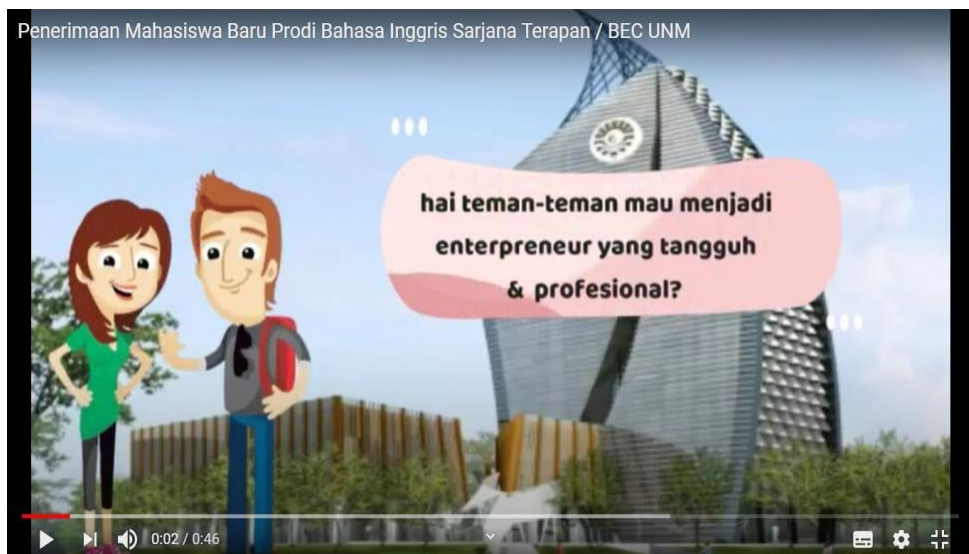 Penerimaan Mahasiswa Baru Prodi Bahasa Inggris Sarjana Terapan / BEC UNM
hai teman-teman mau menjadi
enterpreneur yang tangguh
& profesional?
0:02 / 0:46